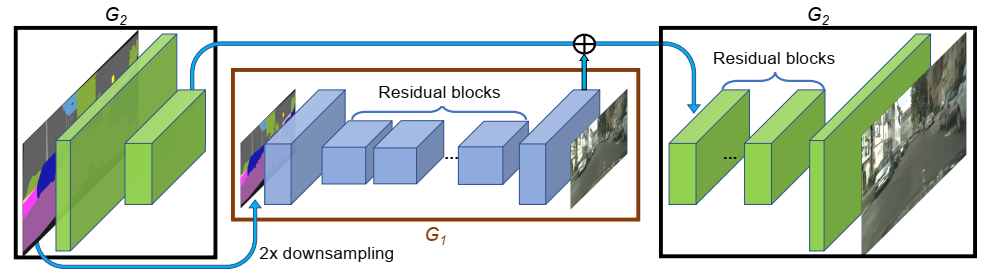 G2
G2
Residual blocks
Residual blocks
...
...
G1
2x downsampling